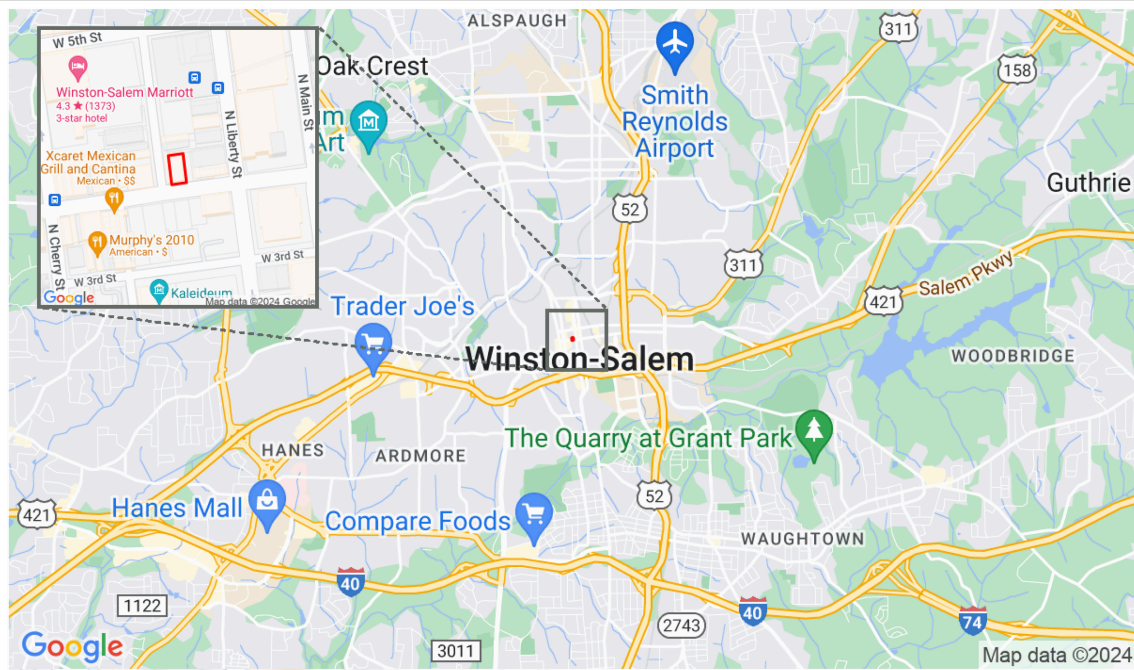 ALSPAUGH
311
W 5th St
Winston-Salem Marriott
4.3 ★ (1373)
3-star hotel
N Main St
N Liberty St
Xcaret Mexican
Grill and Cantina
Mexican • $$
Murphy's 2010
American • $
N Cherry St
W 3rd St
W 3rd St
Kaleideum
Google
Map data ©2024 Google
Oak Crest
158
Art
Smith
Reynolds
Airport
Guthrie
52
311
Salem Pkwy
421
Trader Joe's
Winston-Salem
WOODBRIDGE
The Quarry at Grant Park
HANES
ARDMORE
52
421
Hanes Mall
Compare Foods
WAUGHTOWN
40
1122
40
2743
74
3011
Google
Map data ©2024